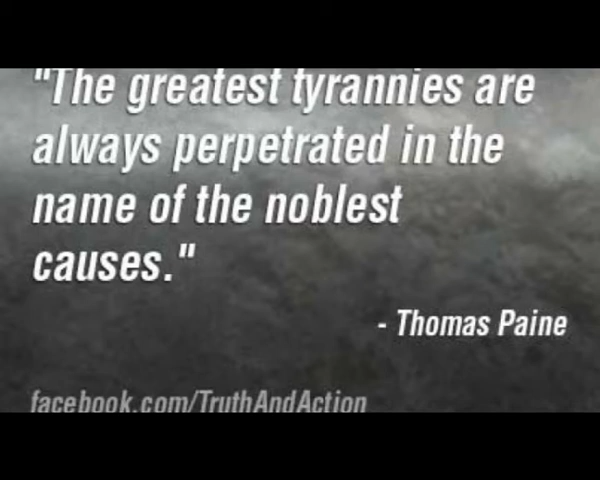 "The greatest tyrannies are
always perpetrated in the
name of the noblest
causes."
- Thomas Paine
facebook.com/TruthAndAction